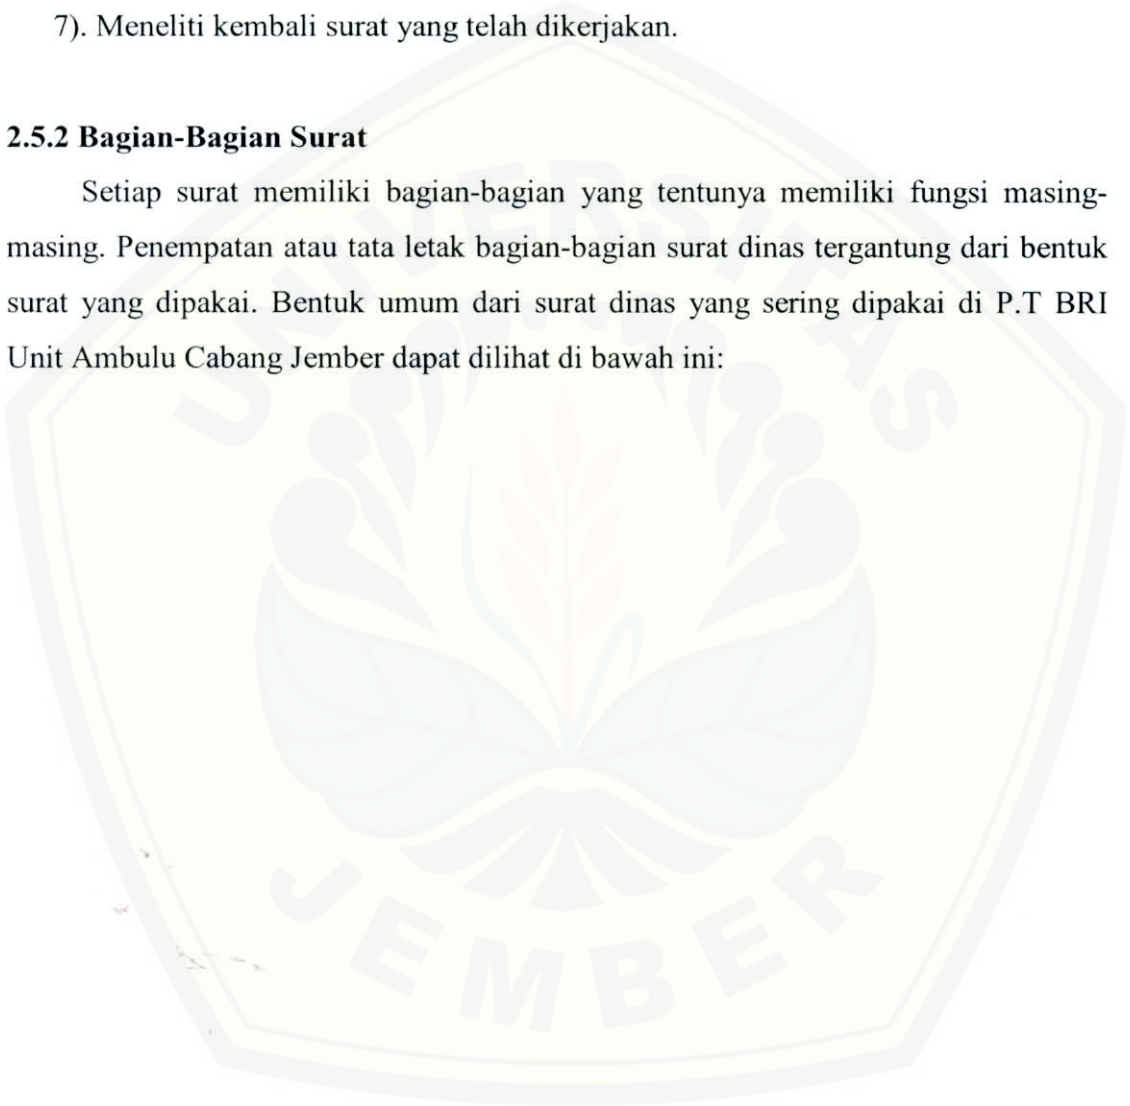 7). Meneliti kembali surat yang telah dikerjakan.
2.5.2 Bagian-Bagian Surat
Setiap surat memiliki bagian-bagian yang tentunya memiliki fungsi masing-
masing. Penempatan atau tata letak bagian-bagian surat dinas tergantung dari bentuk
surat yang dipakai. Bentuk umum dari surat dinas yang sering dipakai di P.T BRI
Unit Ambulu Cabang Jember dapat dilihat di bawah ini:
UNIVERSITAS
JEMBER